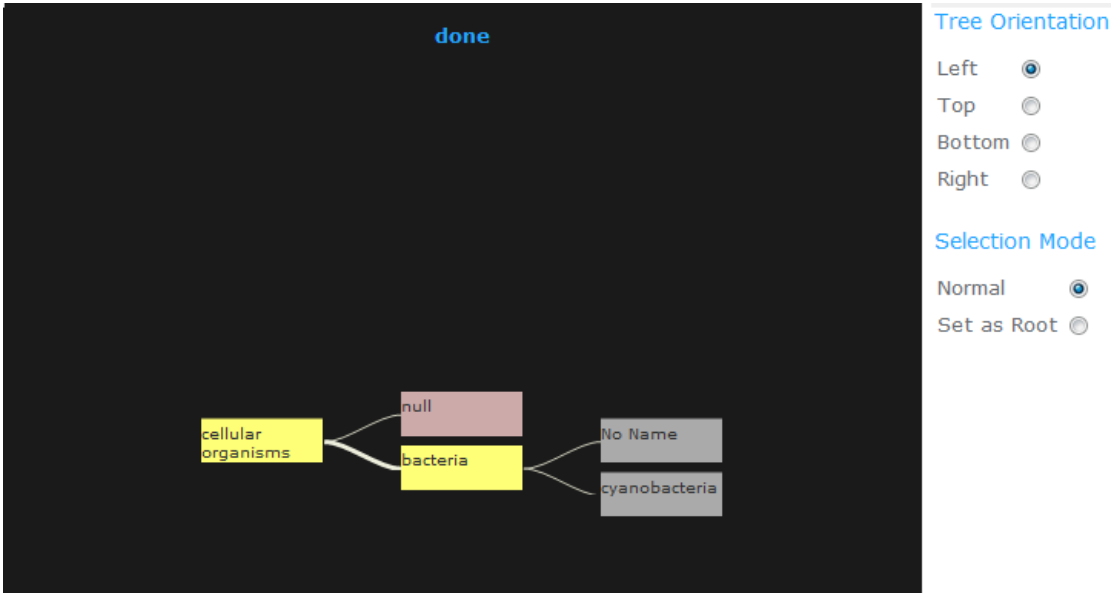 done
null
cellular
organisms
bacteria
No Name
cyanobacteria
Tree Orientation
Left
Top
Bottom
Right
Selection Mode
Normal
Set as Root